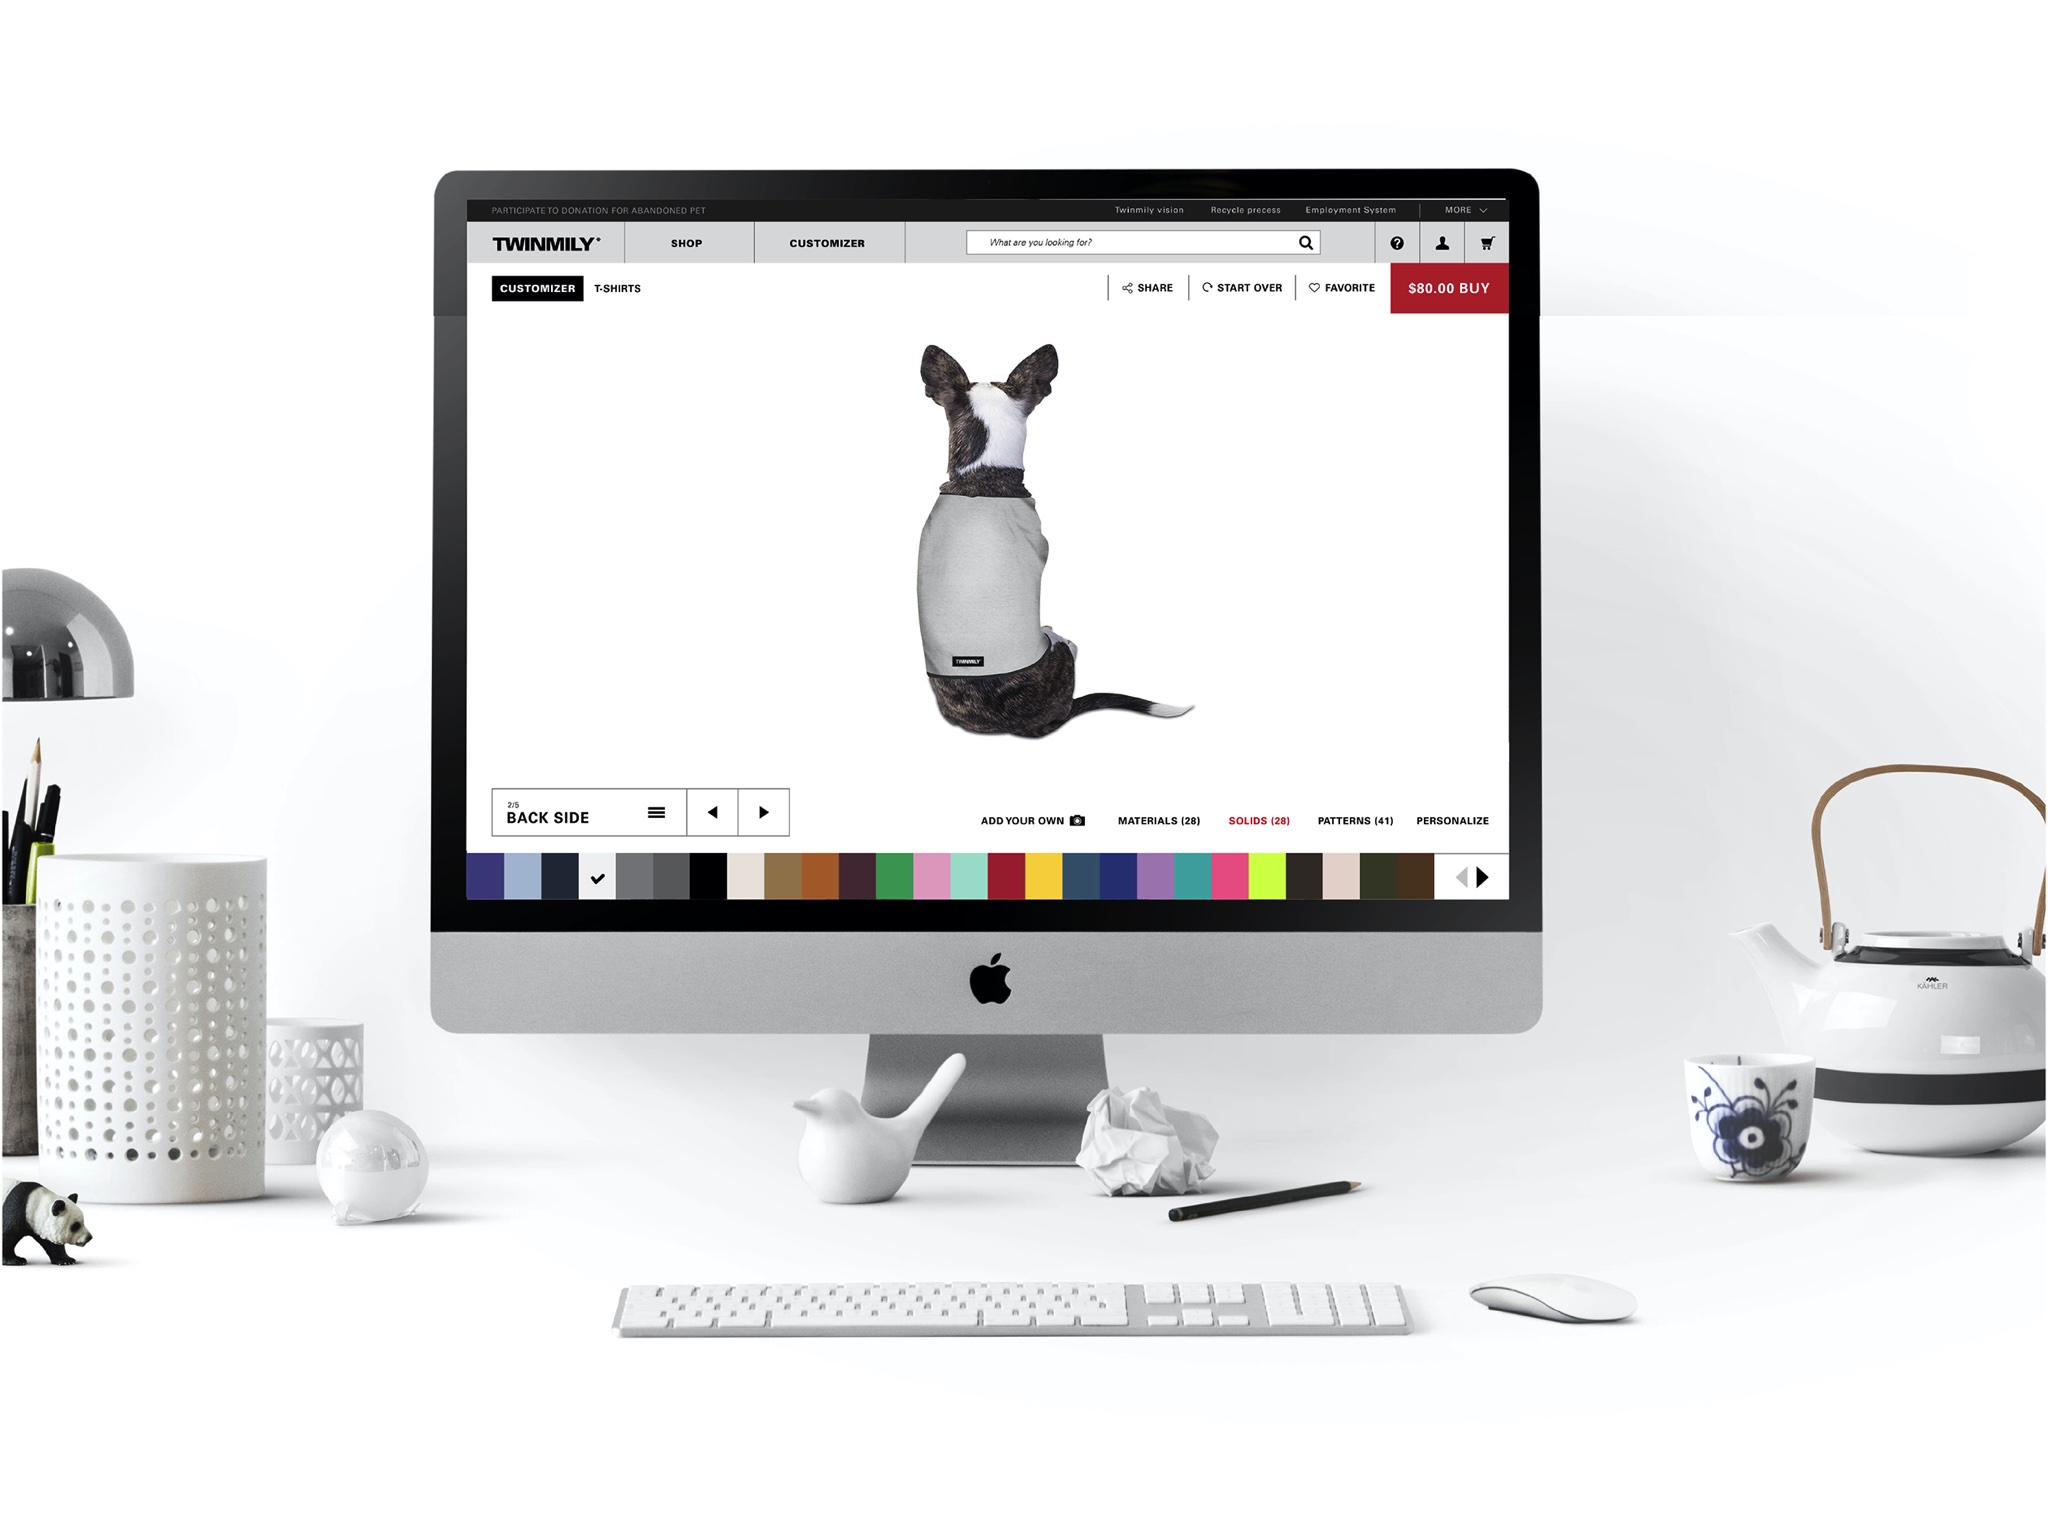 PARTICIPATE TO DONATION FOR ABANDONED PET
Twinmily vision
Recycle precess
Employment System
MORE
TWINMILY
SHOP
CUSTOMIZER
What are you looking for?
CUSTOMIZER
T-SHIRTS
SHARE
START OVER
FAVORITE
$80.00 BUY
TWINMILY
2/5
BACK SIDE
ADD YOUR OWN
MATERIALS (28)
SOLIDS (28)
PATTERNS (41)
PERSONALIZE
KÄHLER